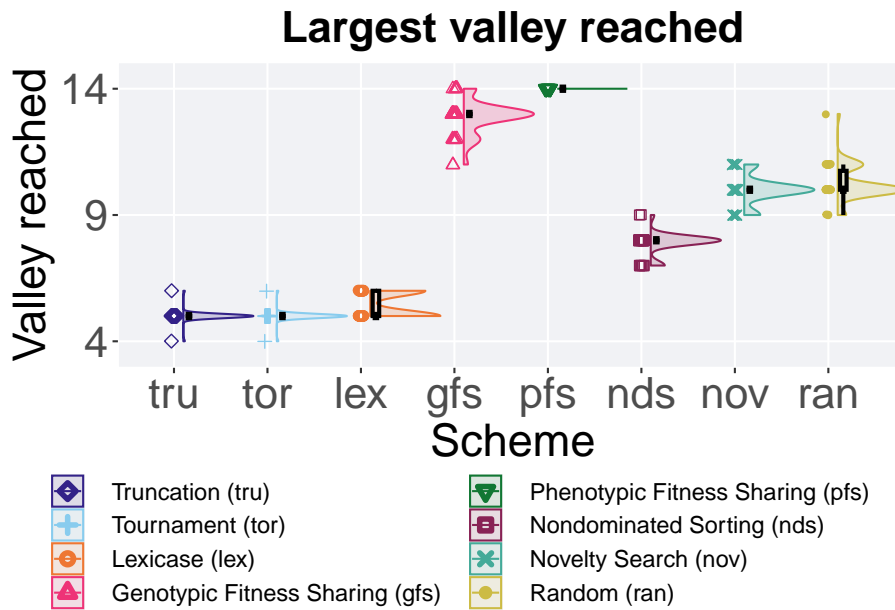 Largest valley reached
Valley reached
14
9
4
tru tor lex gfs pfs nds nov ran
Scheme
Truncation (tru)
Tournament (tor)
Lexicase (lex)
Genotypic Fitness Sharing (gfs)
Phenotypic Fitness Sharing (pfs)
Nondominated Sorting (nds)
Novelty Search (nov)
Random (ran)